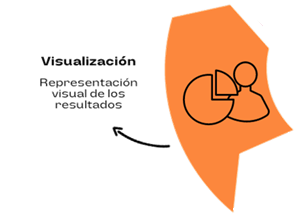 Visualización
Representación
visual de los
resultados